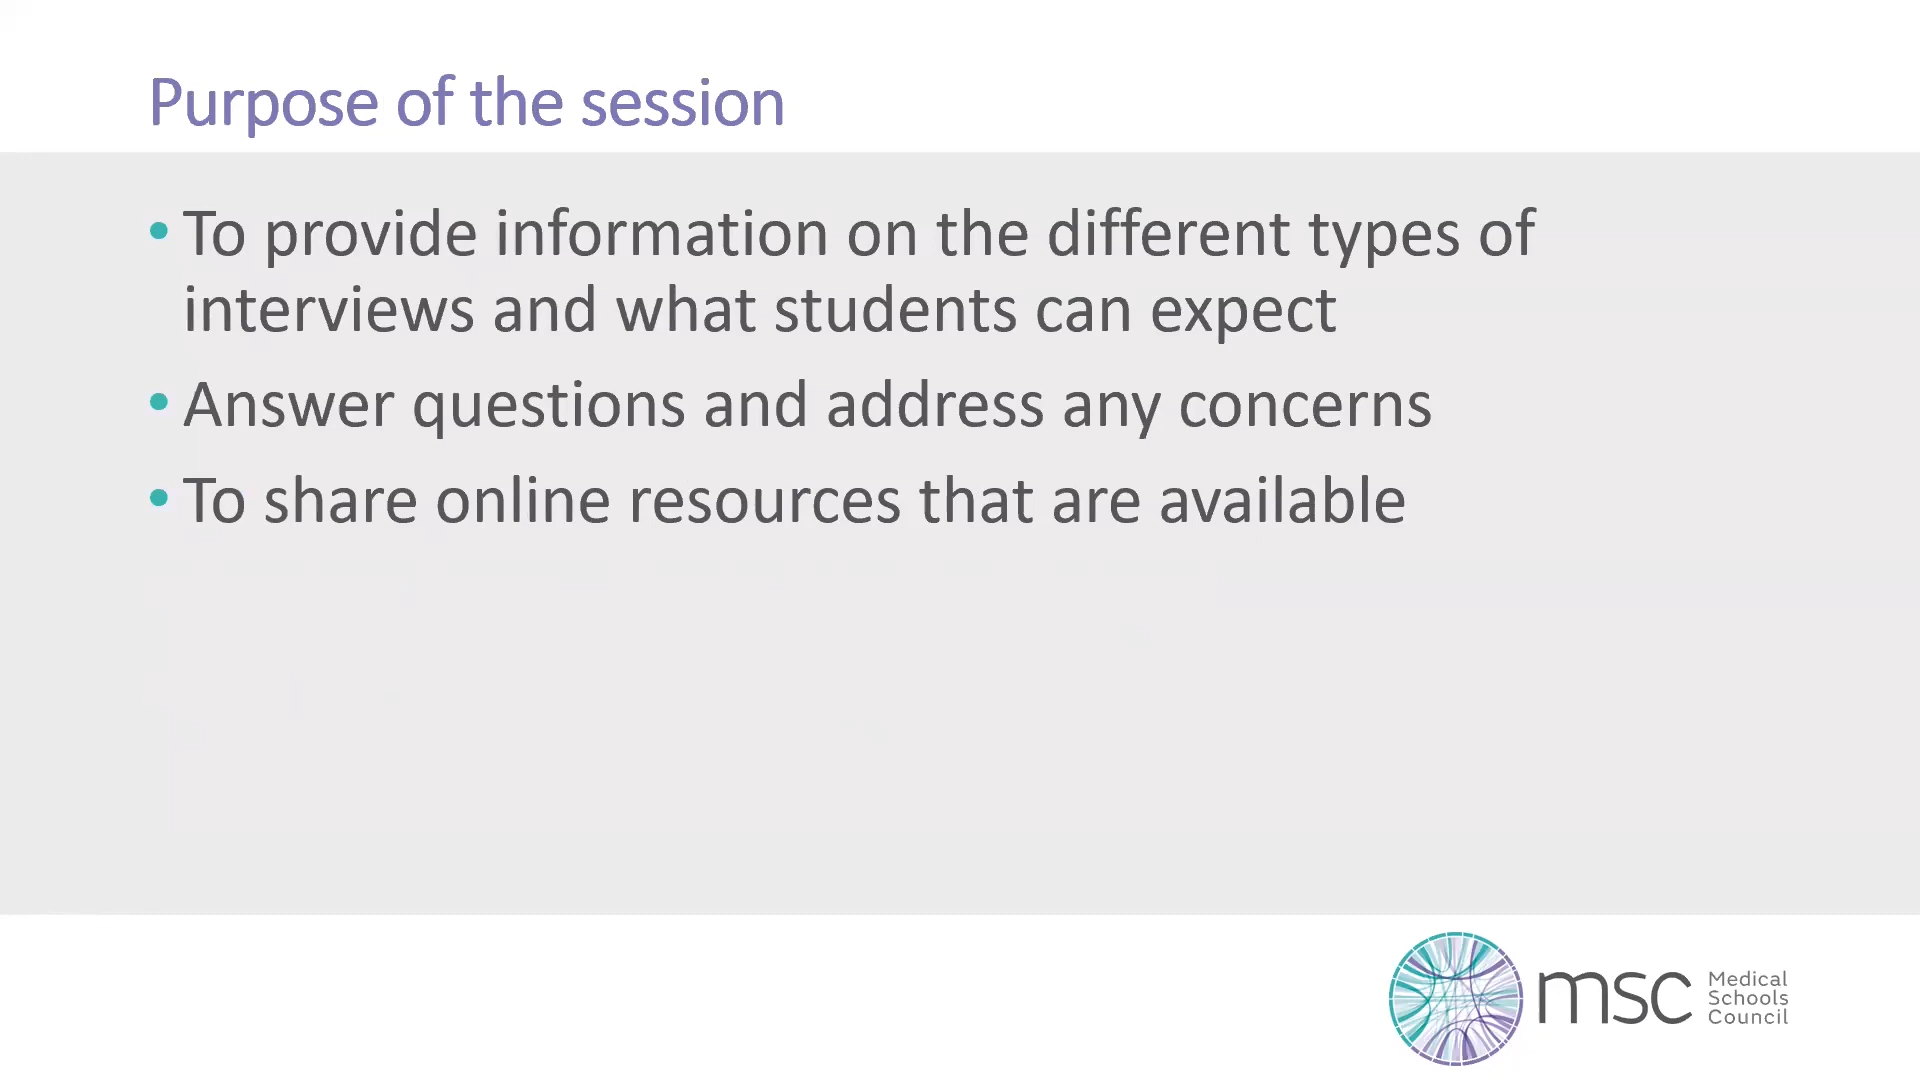 Purpose of the session
• To provide information on the different types of
interviews and what students can expect
• Answer questions and address any concerns
• To share online resources that are available
msc
Medical
Schools
Council